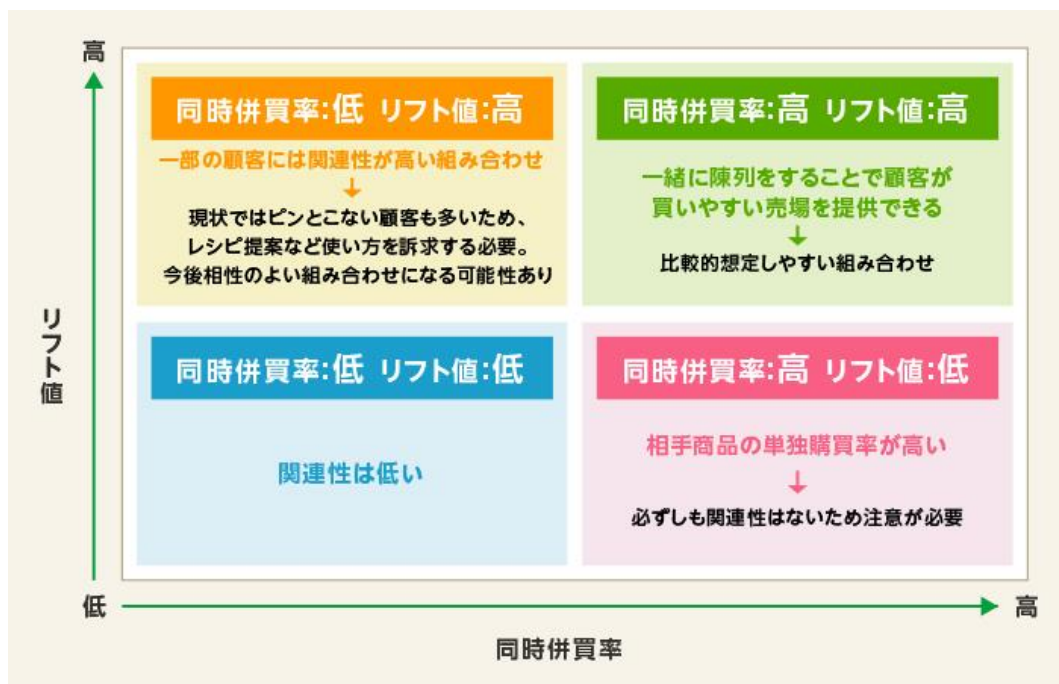 高
同時併買率:低 リフト値:高
一部の顧客には関連性が高い組み合わせ
↓
現状ではピンとこない顧客も多いため、
レシピ提案など使い方を訴求する必要。
今後相性のよい組み合わせになる可能性あり
同時併買率:高 リフト値:高
一緒に陳列をすることで顧客が
買いやすい売場を提供できる
↓
比較的想定しやすい組み合わせ
リフト値
同時併買率:低 リフト値:低
関連性は低い
同時併買率:高 リフト値:低
相手商品の単独購買率が高い
↓
必ずしも関連性はないため注意が必要
低
高
同時併買率